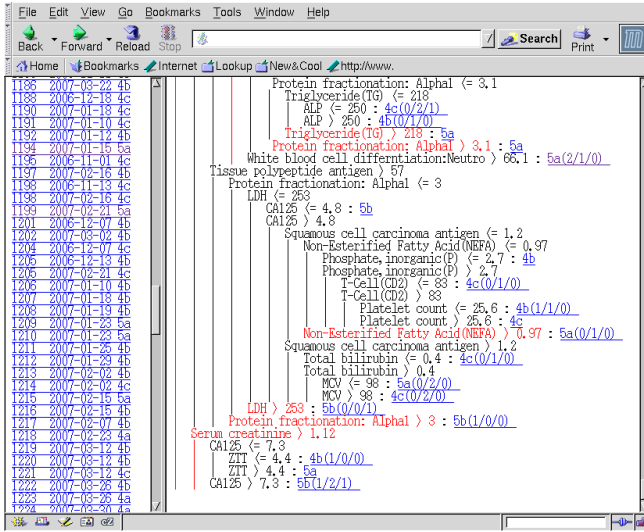 File Edit View Go Bookmarks Tools Window Help
Back Forward Reload Stop Search Print
Home Bookmarks Internet Lookup New&Cool http://www.
1186 2007-03-22 4b
1188 2006-12-18 4c
1190 2007-01-18 4c
1191 2007-01-10 4c
1192 2007-01-12 4b
1194 2007-01-15 5a
1195 2006-11-01 4c
1197 2007-02-16 4b
1198 2006-11-13 4c
1198 2007-01-16 4c
1199 2007-02-21 5a
1201 2006-12-07 4b
1202 2007-03-02 4b
1204 2006-12-07 4c
1205 2006-12-13 4b
1205 2007-02-21 4c
1206 2007-01-10 4b
1207 2007-01-18 4b
1208 2007-01-19 4b
1209 2007-01-23 5a
1210 2007-01-23 5a
1211 2007-01-25 4b
1212 2007-01-29 4b
1213 2007-02-02 4b
1214 2007-02-02 4c
1215 2007-02-15 5a
1216 2007-02-15 4b
1217 2007-02-07 4b
1218 2007-02-23 4a
1219 2007-03-12 4b
1220 2007-03-12 4b
1221 2007-03-12 4c
1222 2007-03-26 4b
1223 2007-03-26 4a
1224 2007-03-30 4a
Protein fractionation: Alpha1 <= 3.1
Triglyceride(TG) <= 218
ALP <= 250 : 4c(0/2/1)
ALP > 250 : 4b(0/1/0)
Triglyceride(TG) > 218 : 5a
Protein fractionation: Alpha1 > 3.1 : 5a
White blood cell differntiation:Neutro > 66.1 : 5a(2/1/0)
Tissue polypeptide antigen > 57
Protein fractionation: Alpha1 <= 3
LDH <= 253
CA125 <= 4.8 : 5b
CA125 > 4.8
Squamous cell carcinoma antigen <= 1.2
Non-Esterified Fatty Acid(NEFA) <= 0.97
Phosphate,inorganic(P) <= 2.7 : 4b
Phosphate,inorganic(P) > 2.7
T-Cell(CD2) <= 83 : 4c(0/1/0)
T-Cell(CD2) > 83
Platelet count <= 25.6 : 4b(1/1/0)
Platelet count > 25.6 : 4c
Non-Esterified Fatty Acid(NEFA) > 0.97 : 5a(0/1/0)
Squamous cell carcinoma antigen > 1.2
Total bilirubin <= 0.4 : 4c(0/1/0)
Total bilirubin > 0.4
MCV <= 98 : 5a(0/2/0)
MCV > 98 : 4c(0/2/0)
LDH > 253 : 5b(0/0/1)
Protein fractionation: Alpha1 > 3 : 5b(1/0/0)
Serum creatinine > 1.12
CA125 <= 7.3
ZTT <= 4.4 : 4b(1/0/0)
ZTT > 4.4 : 5a
CA125 > 7.3 : 5b(1/2/1)